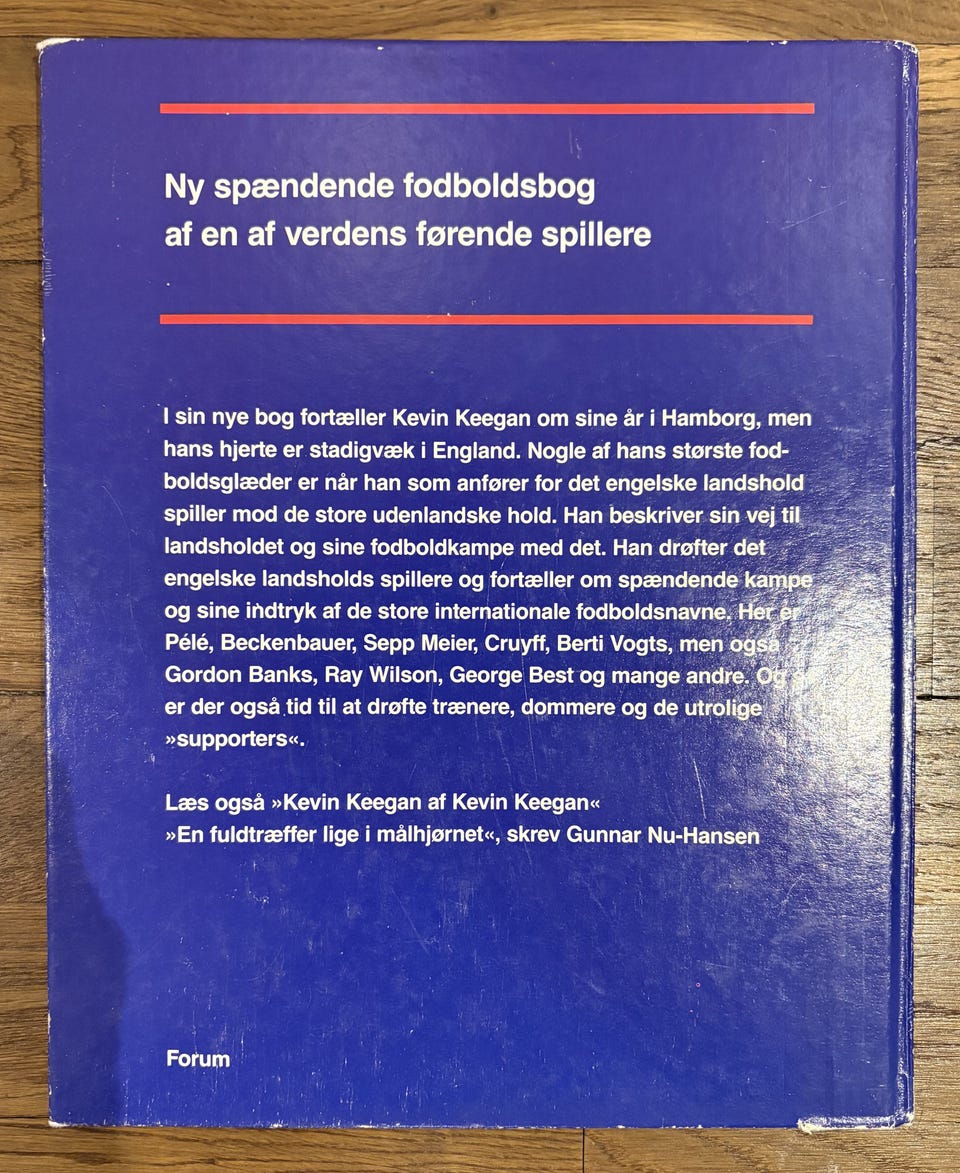 Ny spændende fodboldsbog
af en af verdens førende spillere
I sin nye bog fortæller Kevin Keegan om sine år i Hamborg, men
hans hjerte er stadigvæk i England. Nogle af hans største fod-
boldsglæder er når han som anfører for det engelske landshold
spiller mod de store udenlandske hold. Han beskriver sin vej til
landsholdet og sine fodboldkampe med det. Han drøfter det
engelske landsholds spillere og fortæller om spændende kampe
og sine indtryk af de store internationale fodboldsnavne. Her er
Pélé, Beckenbauer, Sepp Meier, Cruyff, Berti Vogts, men også
Gordon Banks, Ray Wilson, George Best og mange andre. Og
er der også tid til at drøfte trænere, dommere og de utrolige
»supporters«.
Læs også »Kevin Keegan af Kevin Keegan«
»En fuldtræffer lige i målhjørnet«, skrev Gunnar Nu-Hansen
Forum